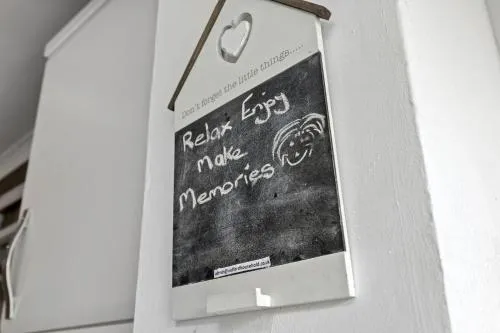 Don't forget the little things.....
Relax Enjoy
Make
Memories